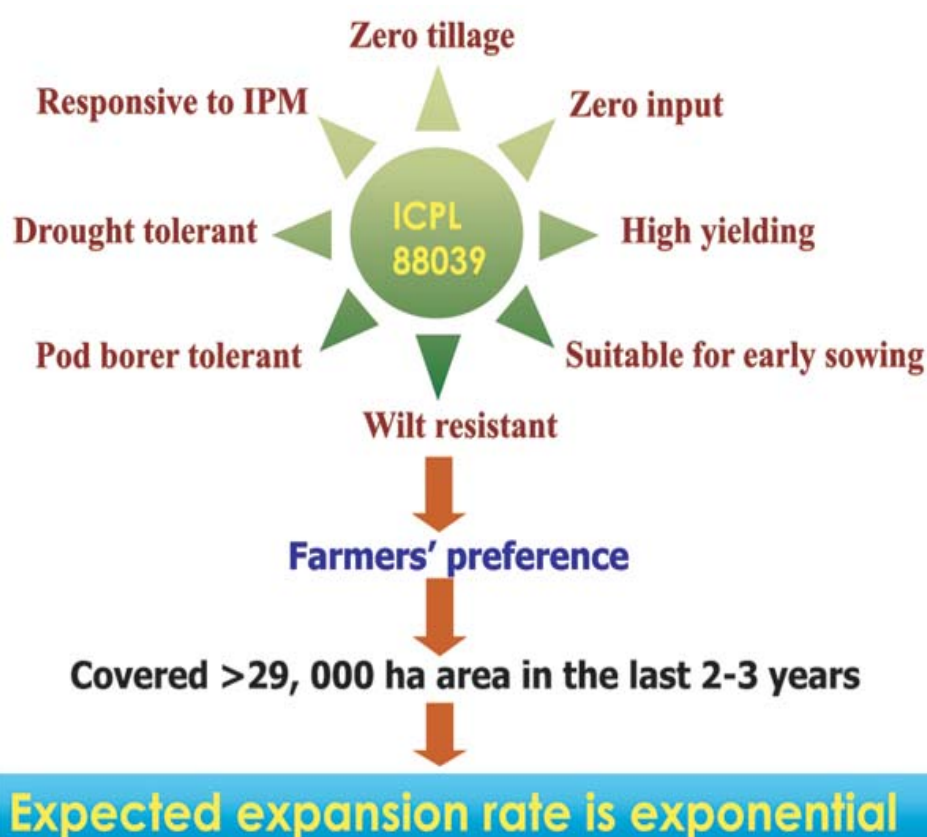 Zero tillage
Responsive to IPM
Zero input
ICPL
88039
Drought tolerant
High yielding
Pod borer tolerant
Suitable for early sowing
Wilt resistant
Farmers’ preference
Covered >29, 000 ha area in the last 2-3 years
Expected expansion rate is exponential